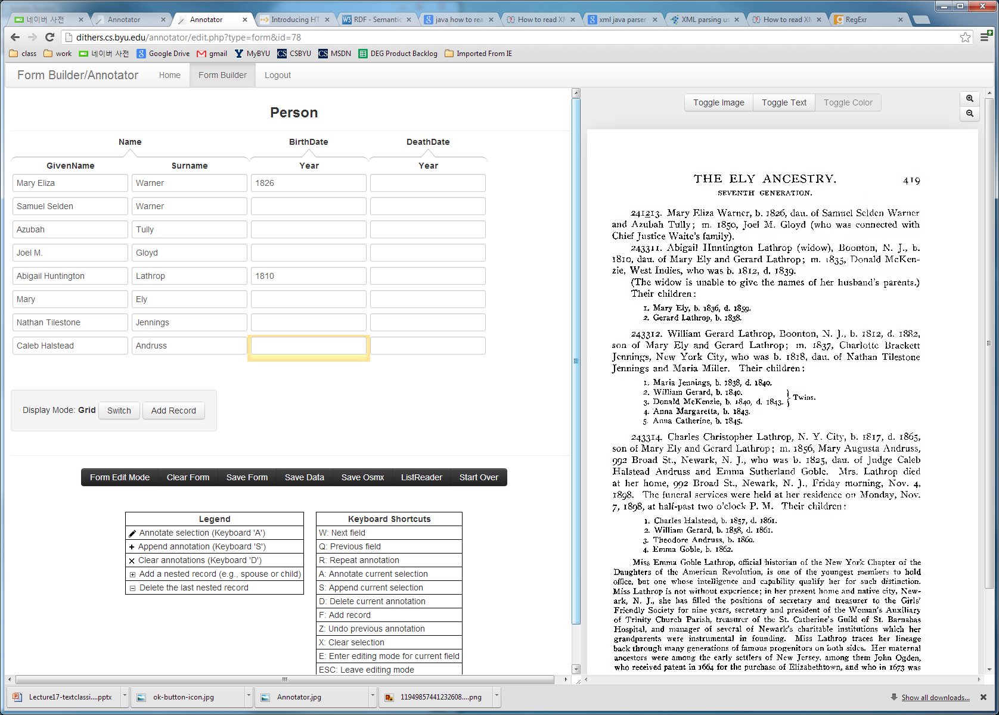 네이버 사전
Annotator
Annotator
Introducing HT
RDF - Semantic
java how to rea
How to read XM
xml java parser
XML parsing us
How to read XM
RegExr
dithers.cs.byu.edu/annotator/edit.php?type=form&id=78
class
work
네이버 사전
Google Drive
gmail
MyBYU
CSBYU
MSDN
DEG Product Backlog
Imported From IE
Form Builder/Annotator
Home
Form Builder
Logout
Person
Name
BirthDate
DeathDate
GivenName
Surname
Year
Year
Mary Eliza
Warner
1826
Samuel Selden
Warner
Azubah
Tully
Joel M.
Gloyd
Abigail Huntington
Lathrop
1810
Mary
Ely
Nathan Tilestone
Jennings
Caleb Halstead
Andruss
Display Mode: Grid
Switch
Add Record
Form Edit Mode
Clear Form
Save Form
Save Data
Save Osmx
ListReader
Start Over
Legend
Annotate selection (Keyboard 'A')
Append annotation (Keyboard 'S')
Clear annotations (Keyboard 'D')
Add a nested record (e.g., spouse or child)
Delete the last nested record
Keyboard Shortcuts
W: Next field
Q: Previous field
R: Repeat annotation
A: Annotate current selection
S: Append current selection
D: Delete current annotation
F: Add record
Z: Undo previous annotation
X: Clear selection
E: Enter editing mode for current field
ESC: Leave editing mode
Toggle Image
Toggle Text
Toggle Color
THE ELY ANCESTRY.
419
SEVENTH GENERATION.
241213. Mary Eliza Warner, b. 1826, dau. of Samuel Selden Warner
and Azubah Tully; m. 1850, Joel M. Gloyd (who was connected with
Chief Justice Waite's family).
243311. Abigail Huntington Lathrop (widow), Boonton, N. J., b.
1810, dau. of Mary Ely and Gerard Lathrop; m. 1835, Donald McKen-
zie, West Indies, who was b. 1812, d. 1839.
(The widow is unable to give the names of her husband's parents.)
Their children:
1. Mary Ely, b. 1836, d. 1859.
2. Gerard Lathrop, b. 1838.
243312. William Gerard Lathrop, Boonton, N. J., b. 1812, d. 1882,
son of Mary Ely and Gerard Lathrop; m. 1837, Charlotte Brackett
Jennings, New York City, who was b. 1818, dau. of Nathan Tilestone
Jennings and Maria Miller. Their children:
1. Maria Jennings, b. 1838, d. 1840.
2. William Gerard, b. 1840.
3. Donald McKenzie, b. 1840, d. 1843. } Twins.
4. Anna Margaretta, b. 1843.
5. Anna Catherine, b. 1845.
243314. Charles Christopher Lathrop, N. Y. City, b. 1817, d. 1865,
son of Mary Ely and Gerard Lathrop; m. 1856, Mary Augusta Andruss,
992 Broad St., Newark, N. J., who was b. 1825, dau. of Judge Caleb
Halstead Andruss and Emma Sutherland Goble. Mrs. Lathrop died
at her home, 992 Broad St., Newark, N. J., Friday morning, Nov. 4,
1898. The funeral services were held at her residence on Monday, Nov.
7, 1898, at half-past two o'clock P. M. Their children:
1. Charles Halstead, b. 1857, d. 1861.
2. William Gerard, b. 1858, d. 1861.
3. Theodore Andruss, b. 1860.
4. Emma Goble, b. 1862.
Miss Emma Goble Lathrop, official historian of the New York Chapter of the
Daughters of the American Revolution, is one of the youngest members to hold
office, but one whose intelligence and capability qualify her for such distinction.
Miss Lathrop is not without experience; in her present home and native city, New-
ark, N. J., she has filled the positions of secretary and treasurer to the Girls'
Friendly Society for nine years, secretary and president of the Woman's Auxiliary
of Trinity Church Parish, treasurer of the St. Catherine's Guild of St. Barnabas
Hospital, and manager of several of Newark's charitable institutions which her
grandparents were instrumental in founding. Miss Lathrop traces her lineage
back through many generations of famous progenitors on both sides. Her maternal
ancestors were among the early settlers of New Jersey, among them John Ogden,
who received patent in 1664 for the purchase of Elizabethtown, and who in 1673 was
Lecture17-textclassi....pptx
ok-button-icon.jpg
Annotator.jpg
11949857441232608....png
Show all downloads...